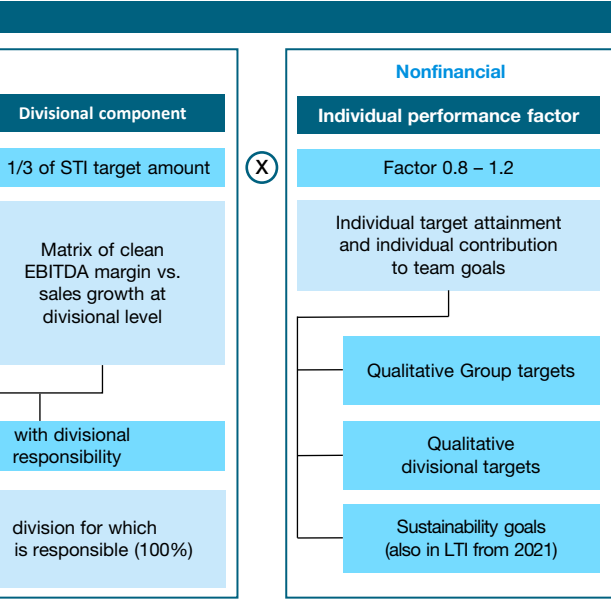 Divisional component
1/3 of STI target amount
Matrix of clean
EBITDA margin vs.
sales growth at
divisional level
with divisional
responsibility
division for which
is responsible (100%)
X
Nonfinancial
Individual performance factor
Factor 0.8 – 1.2
Individual target attainment
and individual contribution
to team goals
Qualitative Group targets
Qualitative
divisional targets
Sustainability goals
(also in LTI from 2021)